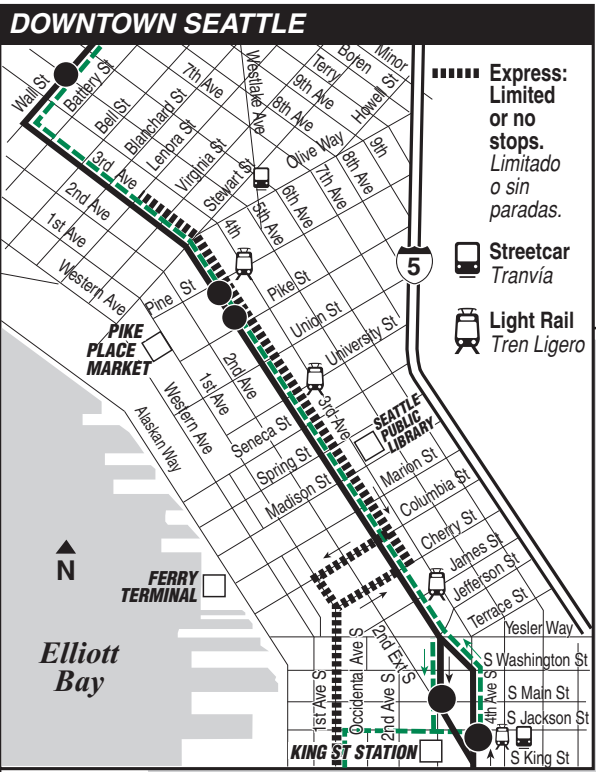 DOWNTOWN SEATTLE
Express:
Limited
or no
stops.
Limitado
o sin
paradas.
Streetcar
Tranvía
Light Rail
Tren Ligero
5
Wall St
Battery St
Bell St
Blanchard St
Lenora St
Virginia St
Stewart St
Westlake Ave
7th Ave
8th Ave
9th Ave
Terry
Boren
Minor
Howell St
Olive Way
9th
8th Ave
7th Ave
6th Ave
5th Ave
4th
3rd Ave
2nd Ave
1st Ave
Western Ave
Pine St
Pike St
Union St
University St
PIKE
PLACE
MARKET
2nd Ave
1st Ave
Western Ave
Alaskan Way
3rd Ave
SEATTLE
PUBLIC
LIBRARY
Seneca St
Spring St
Madison St
Marion St
Columbia St
Cherry St
James St
Jefferson St
Terrace St
Yesler Way
N
FERRY
TERMINAL
Elliott
Bay
1st Ave S
Occidental Ave S
2nd Ave S
2nd Ext S
4th Ave S
S Washington St
S Main St
S Jackson St
S King St
KING ST STATION